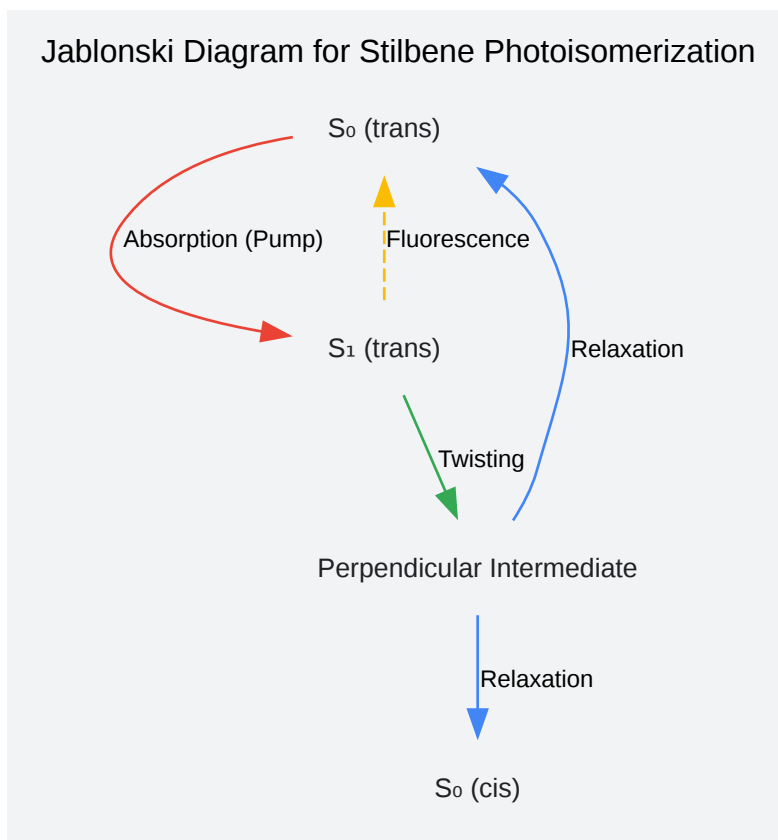 Jablonski Diagram for Stilbene Photoisomerization
S₀ (trans)
Absorption (Pump)
Fluorescence
S₁ (trans)
Relaxation
Twisting
Perpendicular Intermediate
Relaxation
S₀ (cis)